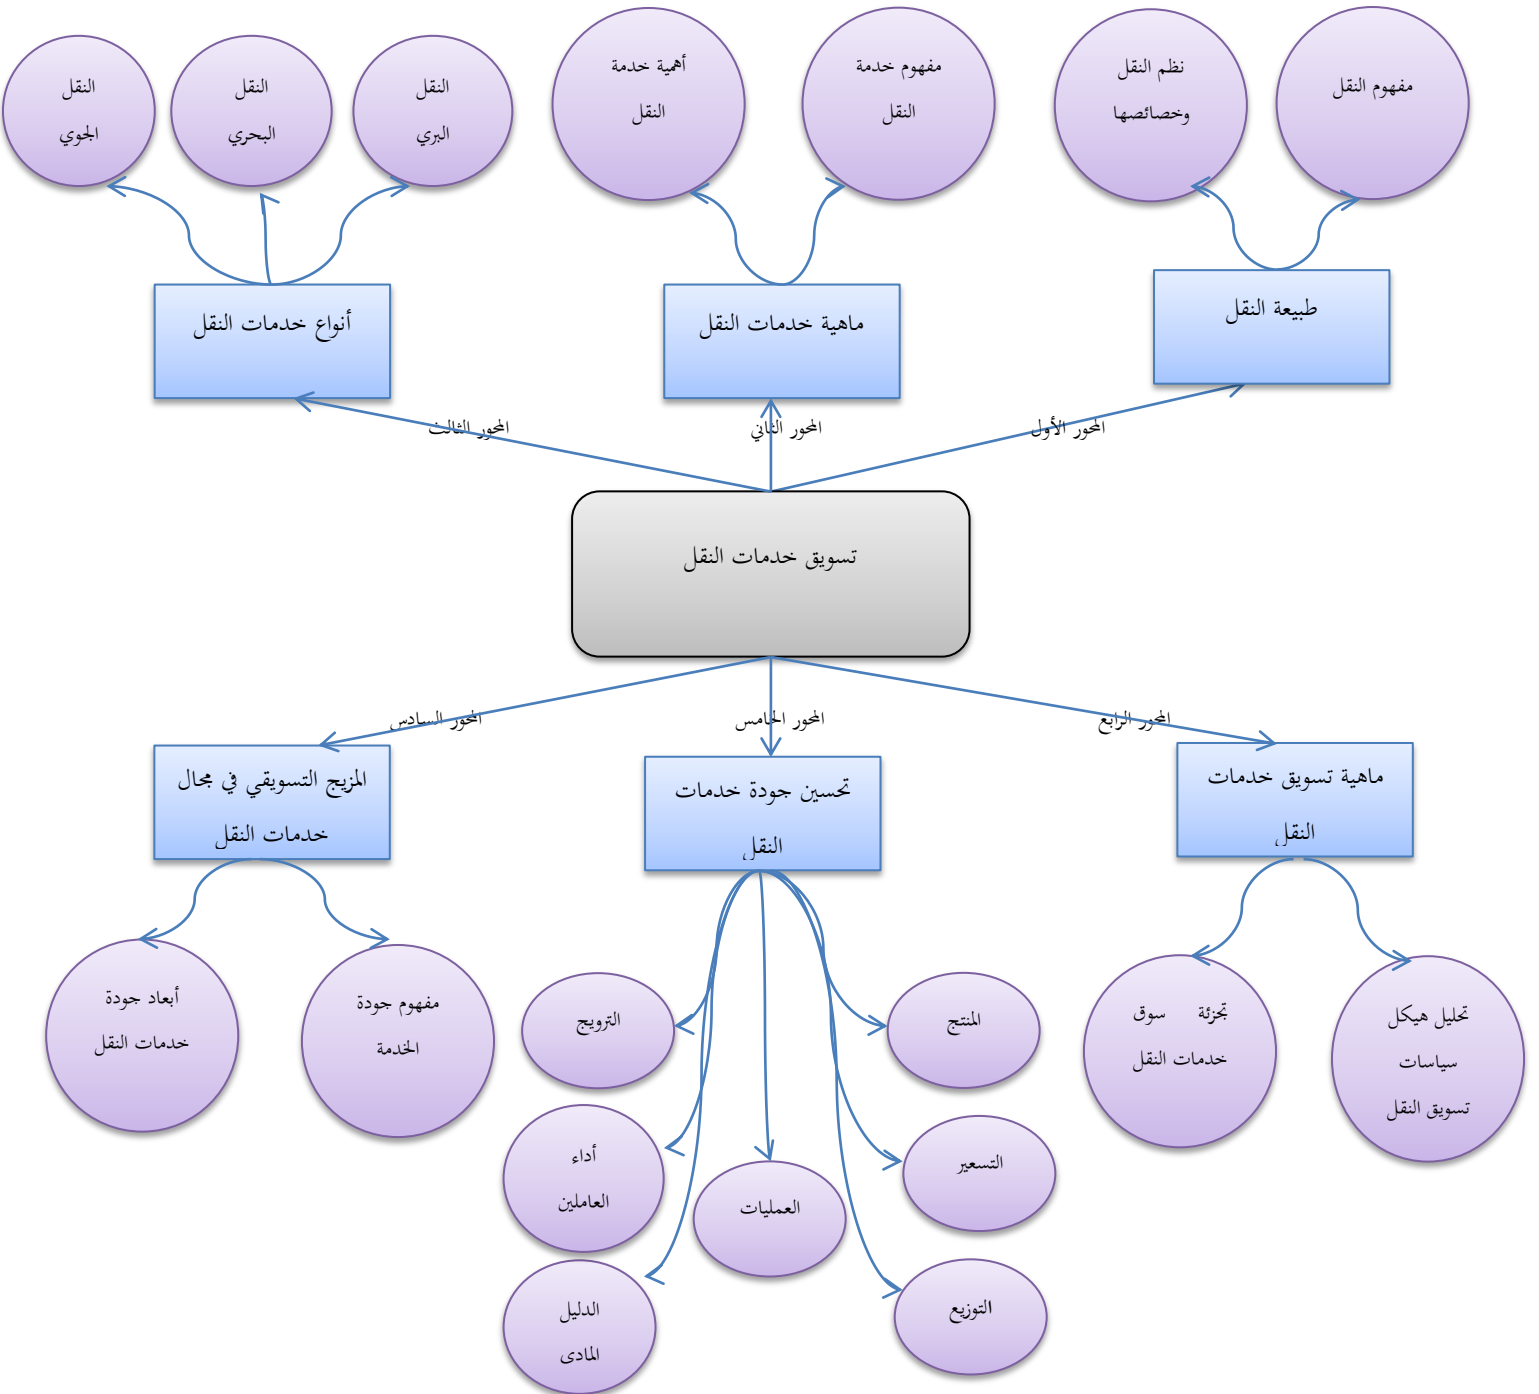 مفهوم النقل
نظم النقل
وخصائصها
مفهوم خدمة
النقل
أهمية خدمة
النقل
النقل
البري
النقل
البحري
النقل
الجوي
طبيعة النقل
ماهية خدمات النقل
أنواع خدمات النقل
المحور الأول
المحور الثاني
المحور الثالث
تسويق خدمات النقل
المحور الرابع
المحور الخامس
المحور السادس
ماهية تسويق خدمات
النقل
تحسين جودة خدمات
النقل
المزيج التسويقي في مجال
خدمات النقل
تحليل هيكل
سياسات
تسويق النقل
تجزئة سوق
خدمات النقل
المنتج
التسعير
التوزيع
العمليات
الترويج
أداء
العاملين
الدليل
المادى
مفهوم جودة
الخدمة
أبعاد جودة
خدمات النقل